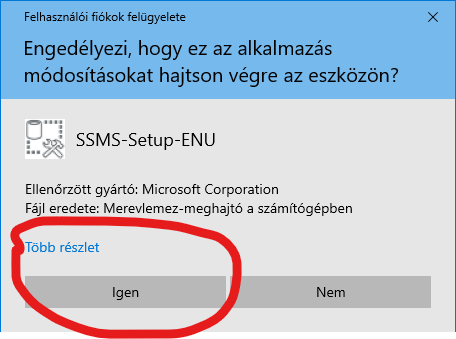 Felhasználói fiókok felügyelete
Engedélyezi, hogy ez az alkalmazás
módosításokat hajtson végre az eszközön?
SSMS-Setup-ENU
Ellenőrzött gyártó: Microsoft Corporation
Fájl eredete: Merevlemez-meghajtó a számítógépben
Több részlet
Igen
Nem